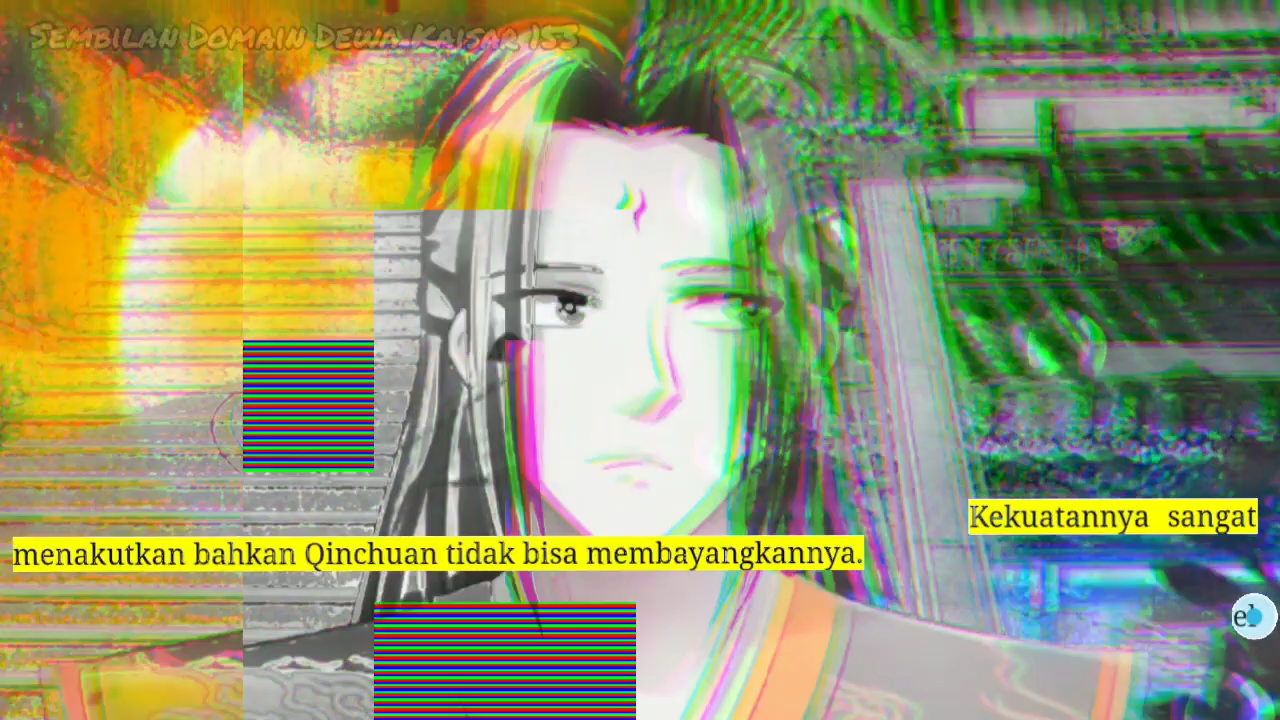 Sembilan Domain Dewa Kaisar 153
Kekuatannya sangat
menakutkan bahkan Qinchuan tidak bisa membayangkannya.
e